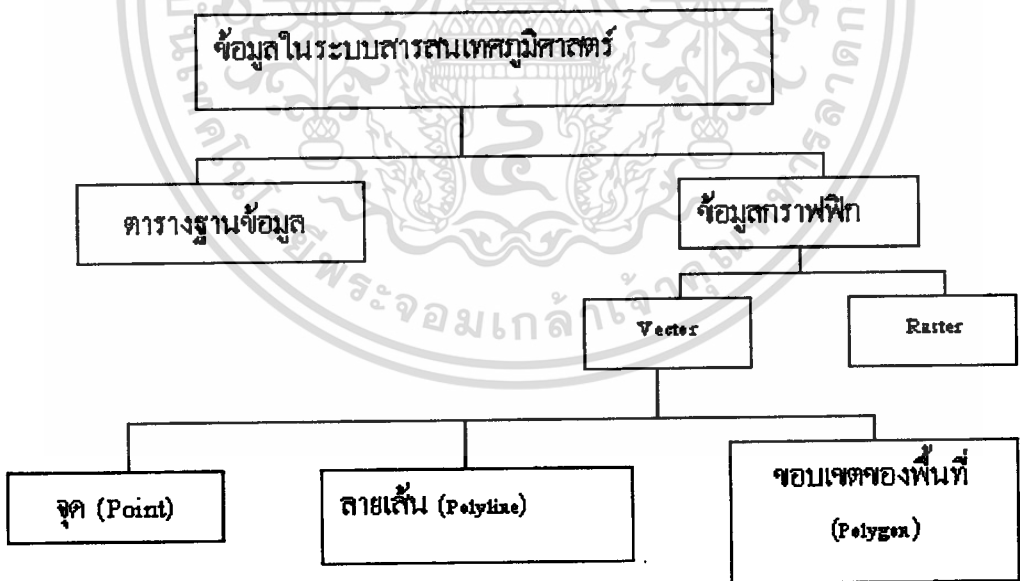 ข้อมูลในระบบสารสนเทศภูมิศาสตร์
ตารางฐานข้อมูล
ข้อมูลกราฟฟิก
Vector
Raster
จุด (Point)
ลายเส้น (Polyline)
ขอบเขตของพื้นที่
(Polygon)